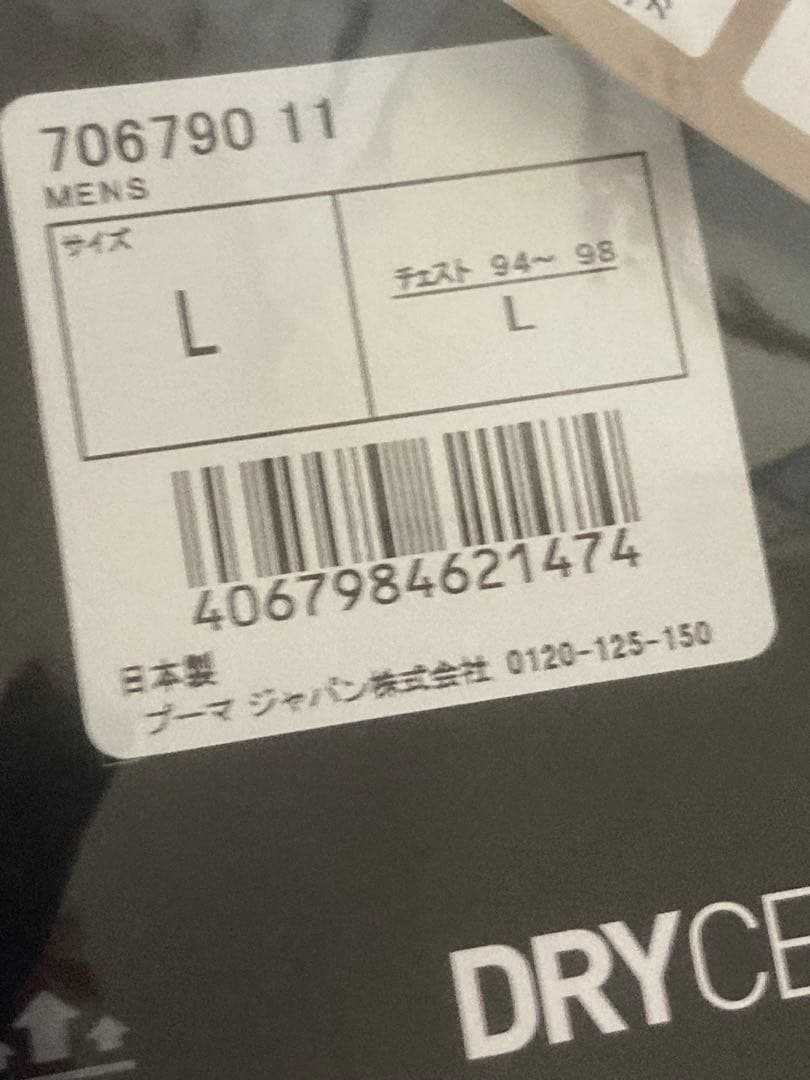 706790 11
MENS
サイズ
L
チェスト 94～ 98
L
4067984621474
日本製
プーマ ジャパン株式会社 0120-125-150
DRYCE